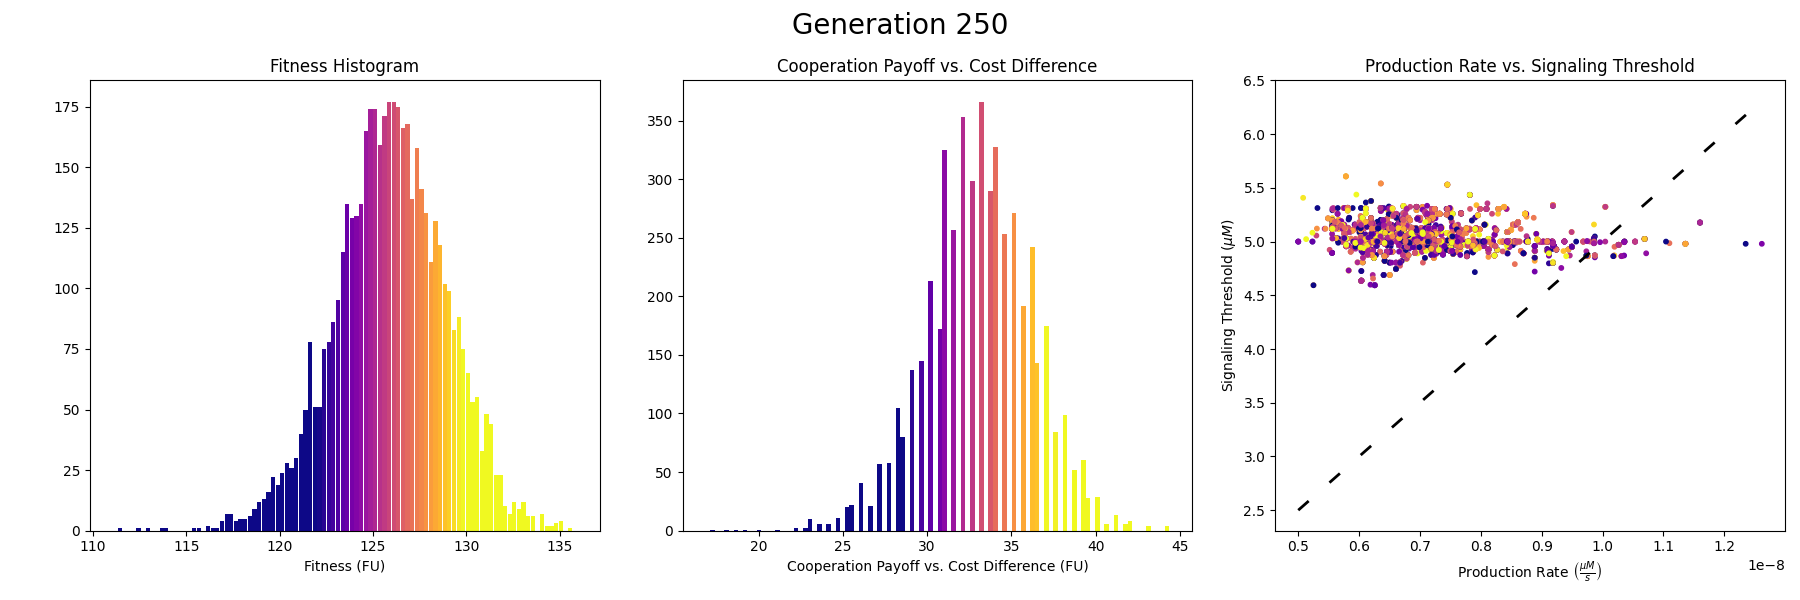 Generation 250
Fitness Histogram
175
150
125
100
75
50
25
0
110 115 120 125 130 135
Fitness (FU)
Cooperation Payoff vs. Cost Difference
350
300
250
200
150
100
50
0
20 25 30 35 40 45
Cooperation Payoff vs. Cost Difference (FU)
Production Rate vs. Signaling Threshold
Signaling Threshold (μM)
6.5
6.0
5.5
5.0
4.5
4.0
3.5
3.0
2.5
0.5 0.6 0.7 0.8 0.9 1.0 1.1 1.2
1e−8
Production Rate (μM/s)